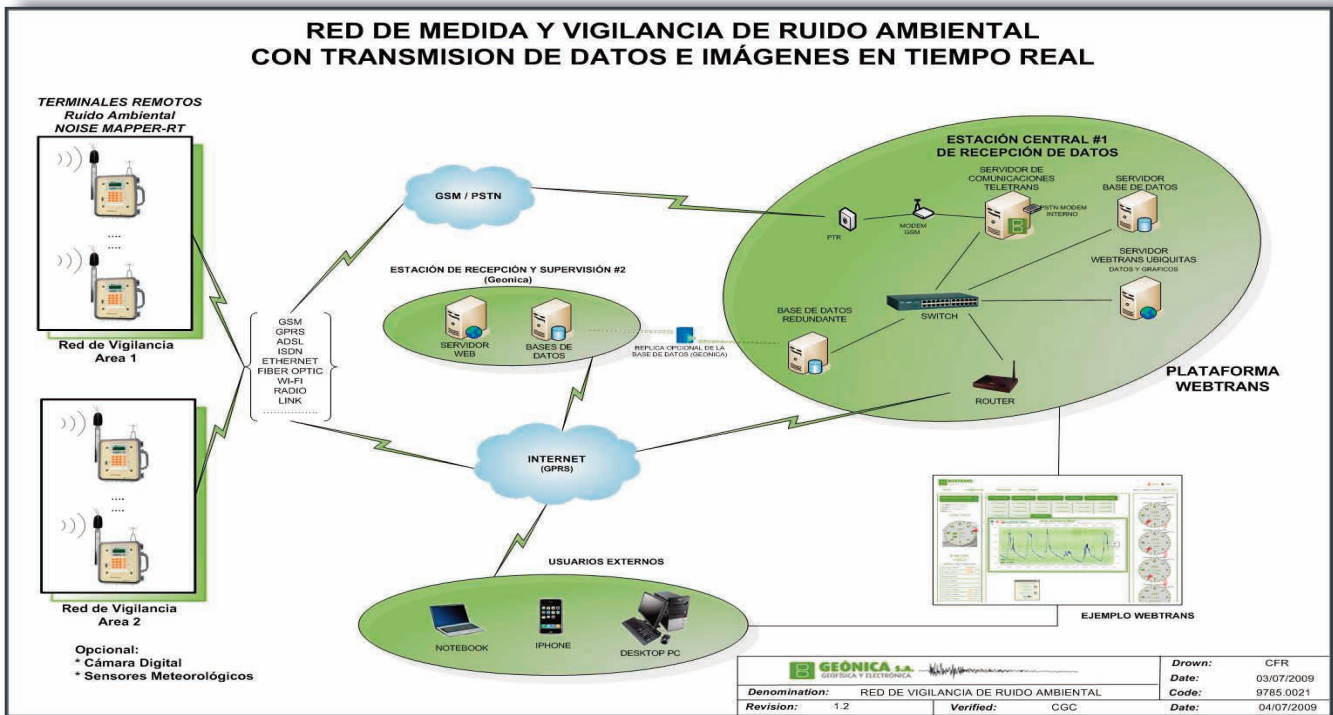 RED DE MEDIDA Y VIGILANCIA DE RUIDO AMBIENTAL
CON TRANSMISION DE DATOS E IMÁGENES EN TIEMPO REAL
TERMINALES REMOTOS
Ruido Ambiental
NOISE MAPPER-RT
....
....
Red de Vigilancia
Area 1
....
....
Red de Vigilancia
Area 2
Opcional:
* Cámara Digital
* Sensores Meteorológicos
GSM
GPRS
ADSL
ISDN
ETHERNET
FIBER OPTIC
WI-FI
RADIO
LINK
GSM / PSTN
ESTACIÓN DE RECEPCIÓN Y SUPERVISIÓN #2
(Geonica)
SERVIDOR
WEB
BASES DE
DATOS
REPLICA OPCIONAL DE LA
BASE DE DATOS (GEONICA)
INTERNET
(GPRS)
USUARIOS EXTERNOS
NOTEBOOK
IPHONE
DESKTOP PC
ESTACIÓN CENTRAL #1
DE RECEPCIÓN DE DATOS
SERVIDOR DE
COMUNICACIONES
TELETRANS
PSTN MODEM
INTERNO
SERVIDOR
BASE DE DATOS
PTR
MODEM
GSM
SERVIDOR
WEBTRANS UBIQUITAS
DATOS Y GRAFICOS
BASE DE DATOS
REDUNDANTE
SWITCH
ROUTER
PLATAFORMA
WEBTRANS
WEBTRANS
EJEMPLO WEBTRANS
GEÓNICA S.A.
GEOFÍSICA Y ELECTRÓNICA
Drown: CFR
Date: 03/07/2009
Denomination: RED DE VIGILANCIA DE RUIDO AMBIENTAL
Code: 9785.0021
Revision: 1.2
Verified: CGC
Date: 04/07/2009